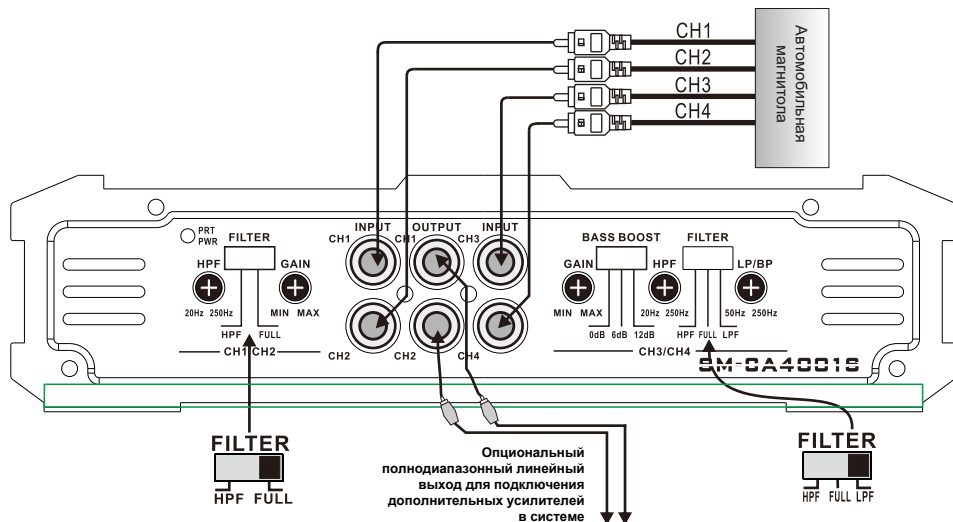 CH1
CH2
CH3
CH4
Автомобильная
магнитола
PRT
PWR
FILTER
HPF
GAIN
20Hz 250Hz
MIN MAX
HPF FULL
CH1/CH2
INPUT OUTPUT INPUT
CH1 CH1 CH3
CH2 CH2 CH4
BASS BOOST FILTER
GAIN HPF LP/BP
MIN MAX 20Hz 250Hz 50Hz 250Hz
0dB 6dB 12dB HPF FULL LPF
CH3/CH4
SM-CA4001S
FILTER
HPF FULL
Опциональный
полнодиапазонный линейный
выход для подключения
дополнительных усилителей
в системе
FILTER
HPF FULL LPF